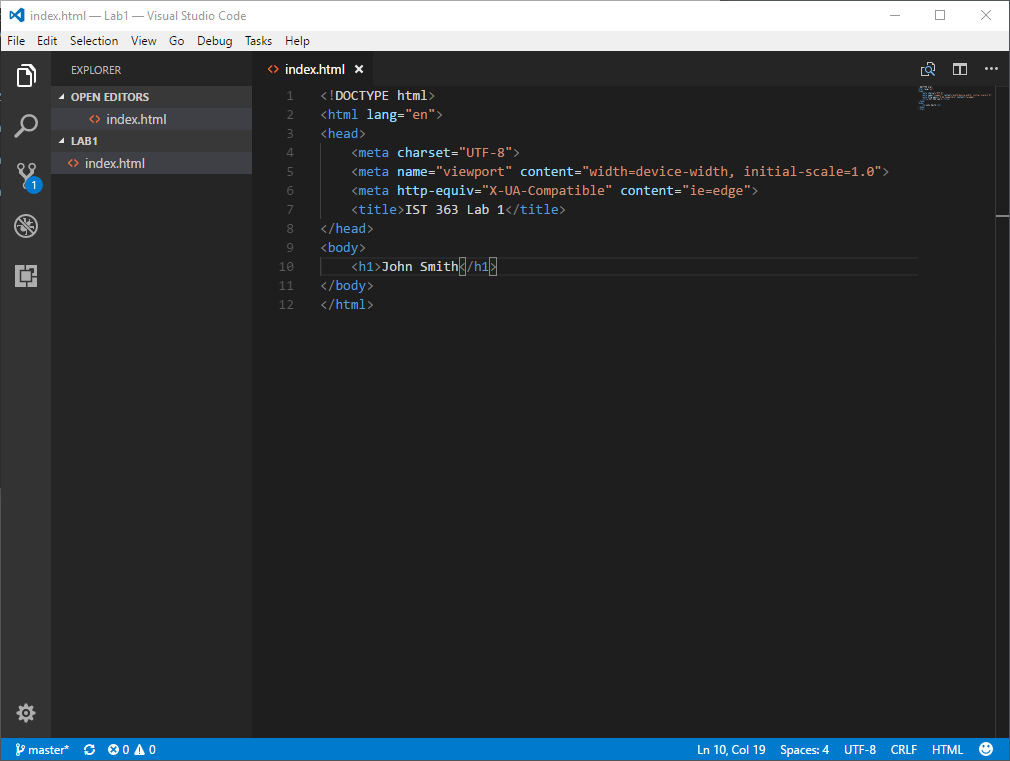 index.html — Lab1 — Visual Studio Code
File Edit Selection View Go Debug Tasks Help
EXPLORER
OPEN EDITORS
index.html
LAB1
index.html
1
index.html
1 <!DOCTYPE html>
2 <html lang="en">
3 <head>
4     <meta charset="UTF-8">
5     <meta name="viewport" content="width=device-width, initial-scale=1.0">
6     <meta http-equiv="X-UA-Compatible" content="ie=edge">
7     <title>IST 363 Lab 1</title>
8 </head>
9 <body>
10     <h1>John Smith</h1>
11 </body>
12 </html>
master* 0 0 Ln 10, Col 19 Spaces: 4 UTF-8 CRLF HTML